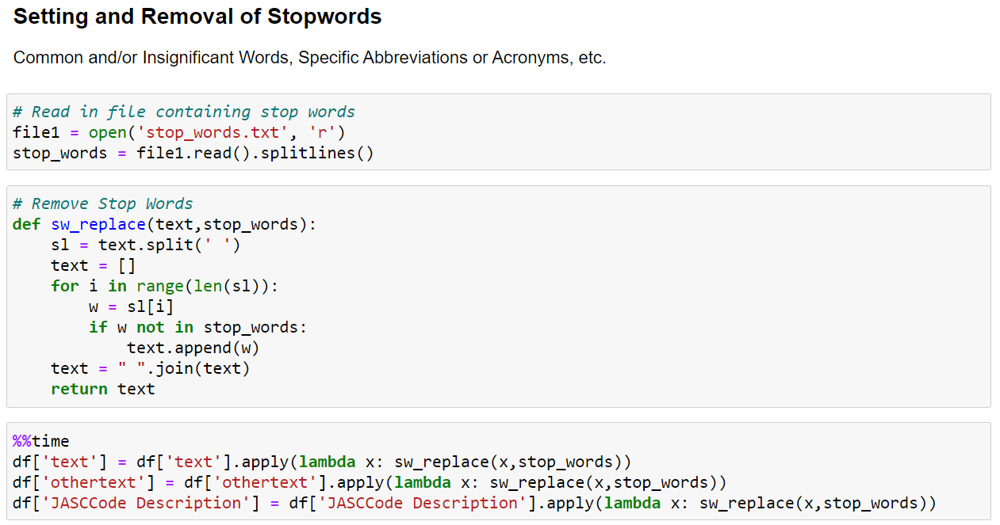 Setting and Removal of Stopwords
Common and/or Insignificant Words, Specific Abbreviations or Acronyms, etc.
# Read in file containing stop words
file1 = open('stop_words.txt', 'r')
stop_words = file1.read().splitlines()
# Remove Stop Words
def sw_replace(text,stop_words):
    sl = text.split(' ')
    text = []
    for i in range(len(sl)):
        w = sl[i]
        if w not in stop_words:
            text.append(w)
    text = " ".join(text)
    return text
%%time
df['text'] = df['text'].apply(lambda x: sw_replace(x,stop_words))
df['othertext'] = df['othertext'].apply(lambda x: sw_replace(x,stop_words))
df['JASCCode Description'] = df['JASCCode Description'].apply(lambda x: sw_replace(x,stop_words))